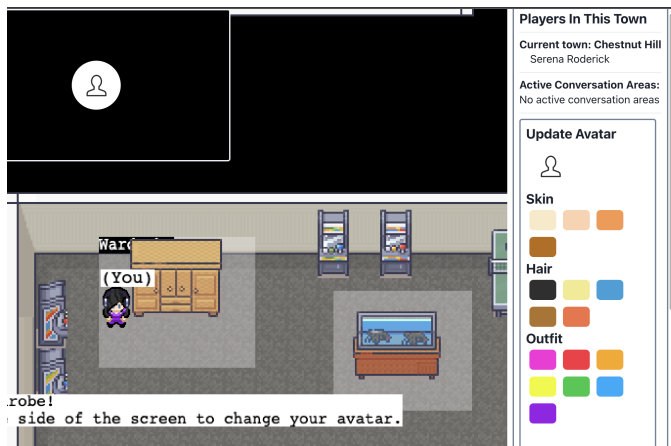 Players In This Town
Current town: Chestnut Hill
Serena Roderick
Active Conversation Areas:
No active conversation areas
Update Avatar
Skin
Hair
Outfit
(You)
side of the screen to change your avatar.